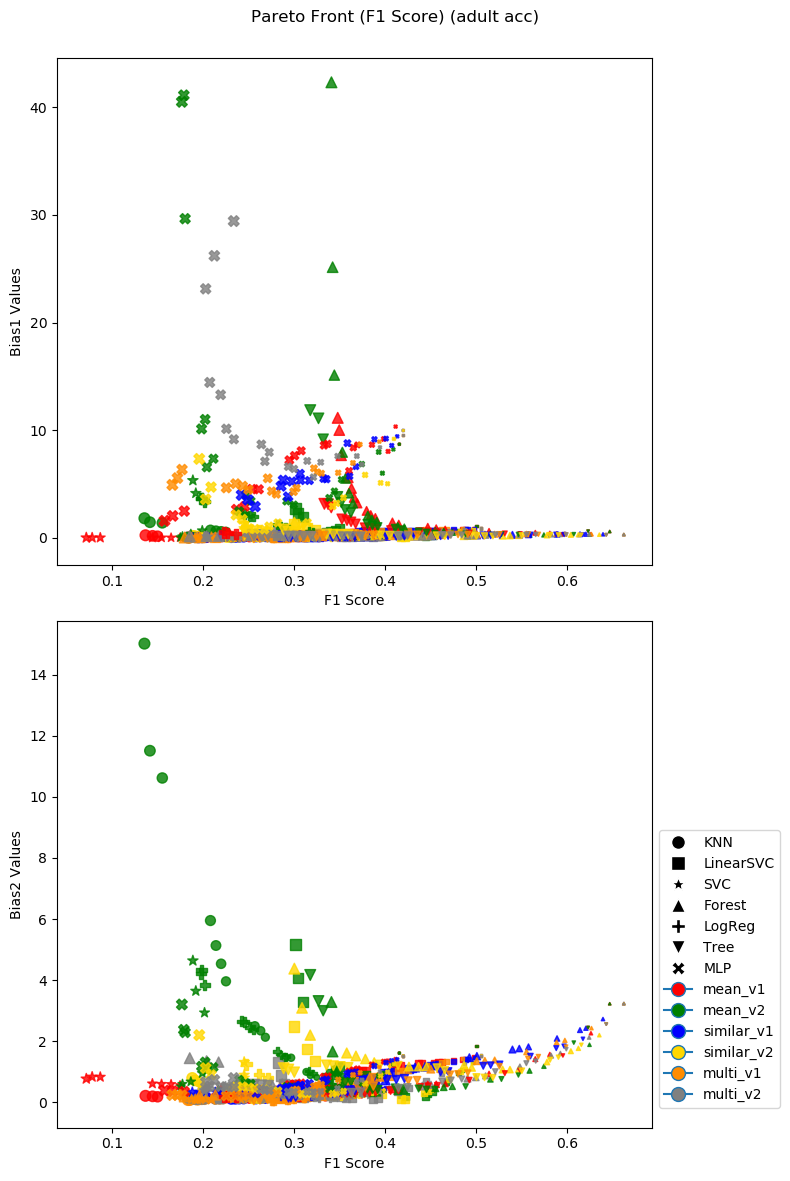 Pareto Front (F1 Score) (adult acc)
40
30
20
10
0
Bias1 Values
0.1 0.2 0.3 0.4 0.5 0.6
F1 Score
14
12
10
8
6
4
2
0
Bias2 Values
0.1 0.2 0.3 0.4 0.5 0.6
F1 Score
KNN
LinearSVC
SVC
Forest
LogReg
Tree
MLP
mean_v1
mean_v2
similar_v1
similar_v2
multi_v1
multi_v2